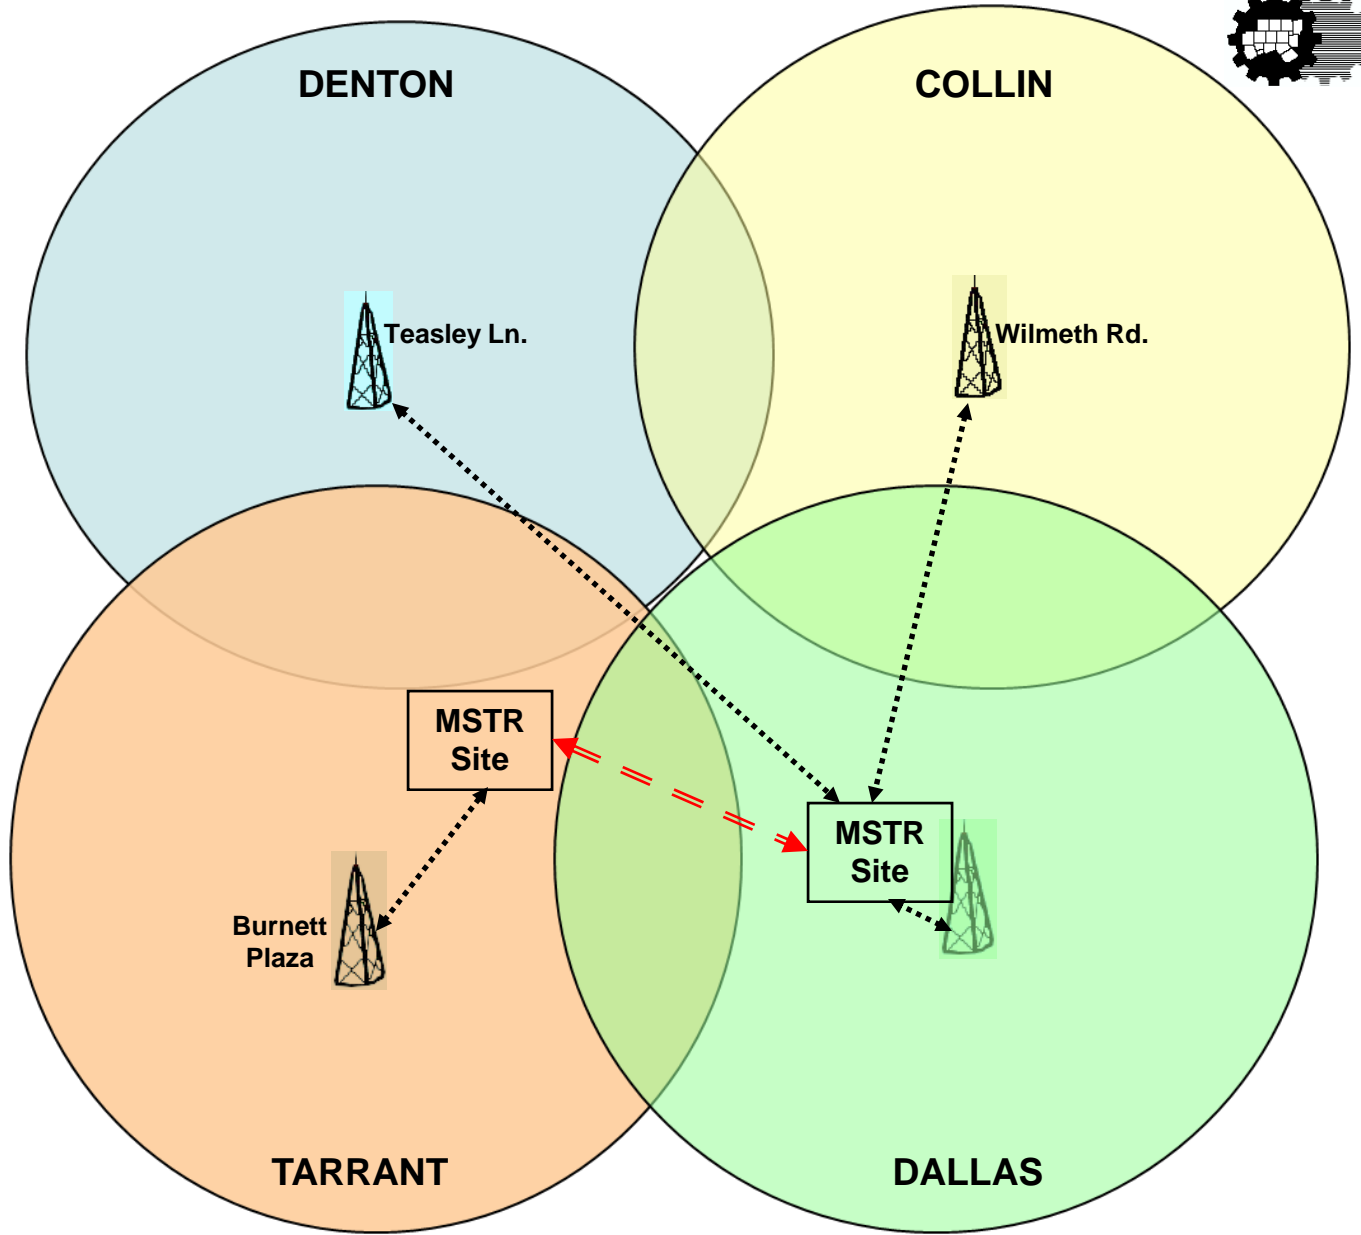 DENTON
COLLIN
Teasley Ln.
Wilmeth Rd.
MSTR
Site
MSTR
Site
Burnett
Plaza
TARRANT
DALLAS